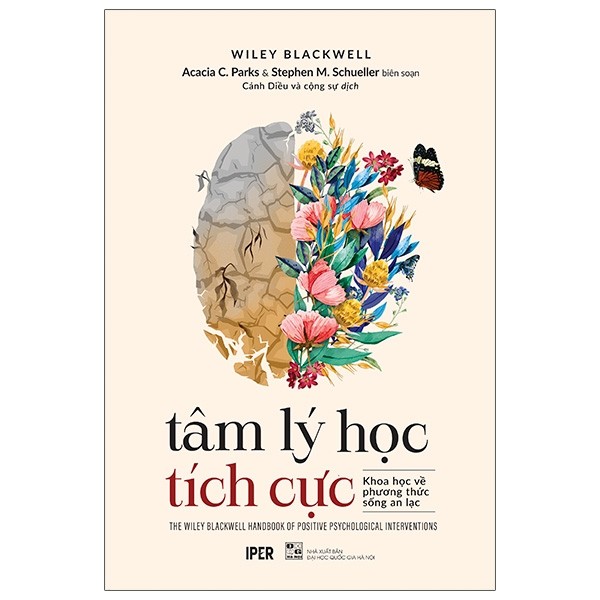 WILEY BLACKWELL
Acacia C. Parks & Stephen M. Schueller biên soạn
Cánh Diều và cộng sự dịch
tâm lý học
tích cực
Khoa học về
phương thức
sống an lạc
THE WILEY BLACKWELL HANDBOOK OF POSITIVE PSYCHOLOGICAL INTERVENTIONS
IPER
NHÀ XUẤT BẢN
ĐẠI HỌC QUỐC GIA HÀ NỘI